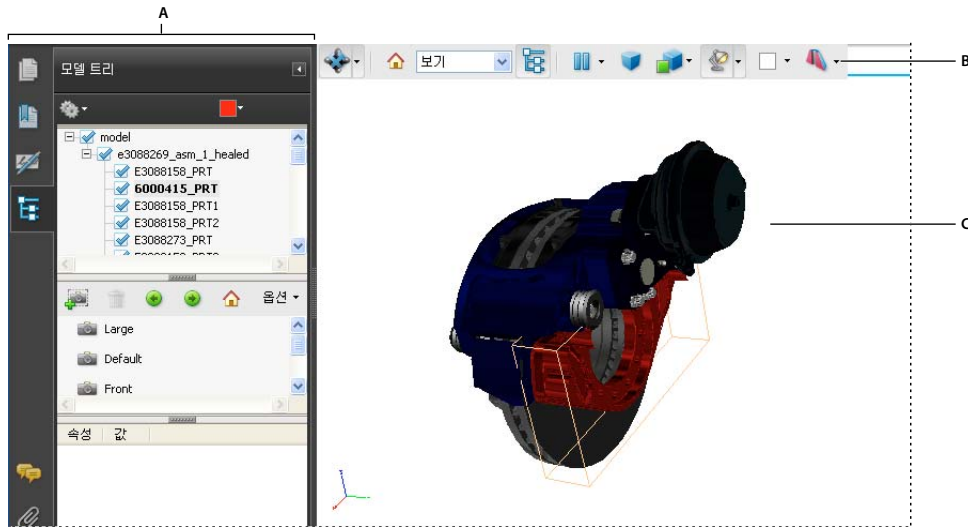 A
모델 트리
보기
B
model
e3088269_asm_1_healed
E3088158_PRT
6000415_PRT
E3088158_PRT1
E3088158_PRT2
E3088273_PRT
C
옵션
Large
Default
Front
속성 값